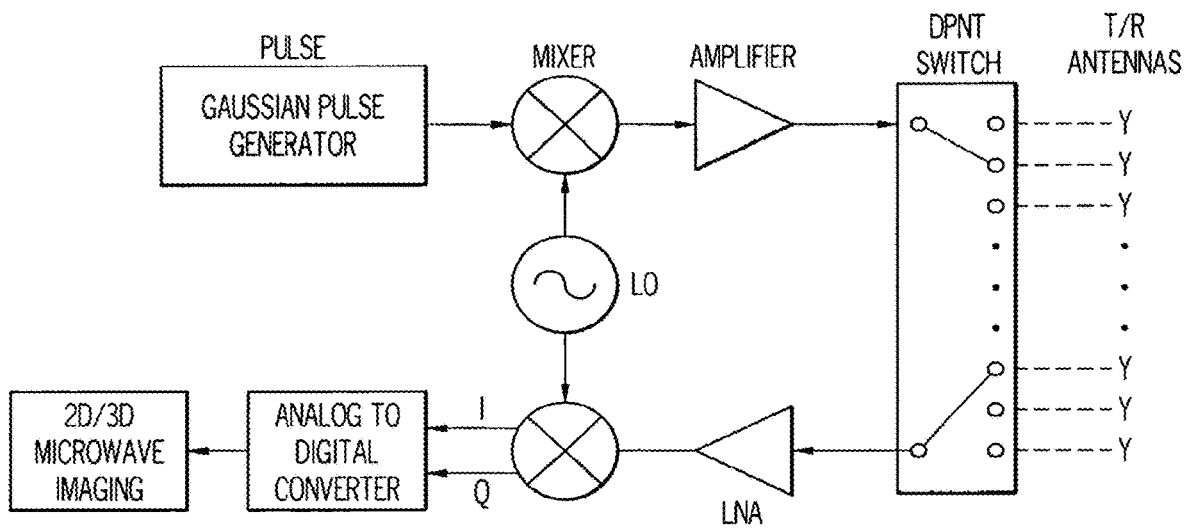 PULSE
GAUSSIAN PULSE
GENERATOR
MIXER
AMPLIFIER
DPNT
SWITCH
T/R
ANTENNAS
Y
Y
Y
LO
Y
Y
Y
2D/3D
MICROWAVE
IMAGING
ANALOG TO
DIGITAL
CONVERTER
I
Q
LNA